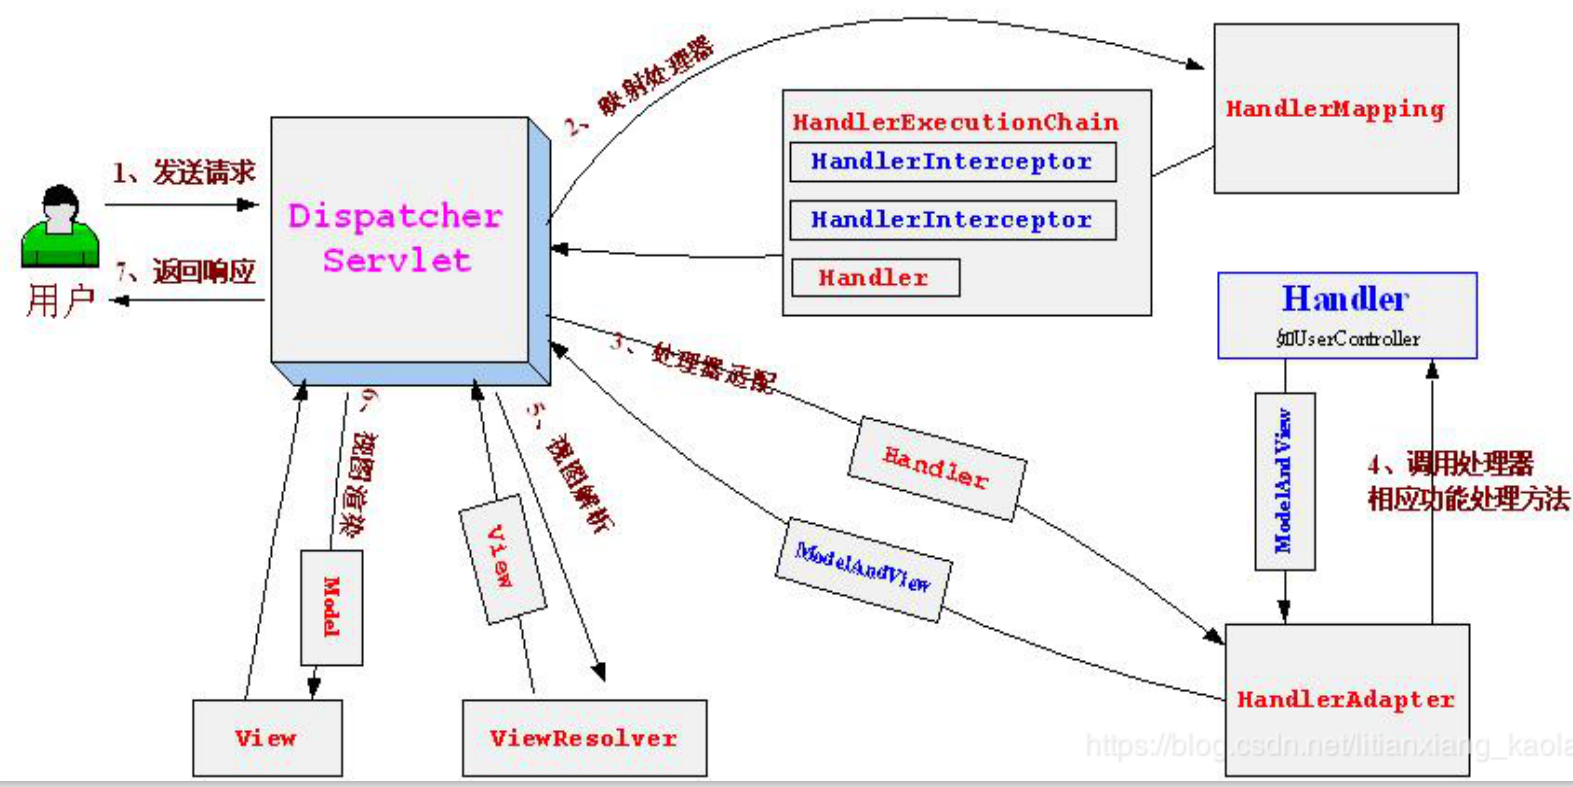 1、发送请求
7、返回响应
用户
Dispatcher
Servlet
2、映射处理器
HandlerExecutionChain
HandlerInterceptor
HandlerInterceptor
Handler
HandlerMapping
3、处理器适配
Handler
ModelAndView
Handler
如UserController
ModelAndView
4、调用处理器
相应功能处理方法
HandlerAdapter
5、视图解析
View
ViewResolver
6、视图渲染
Model
View
https://blog.csdn.net/litianxiang_kaola